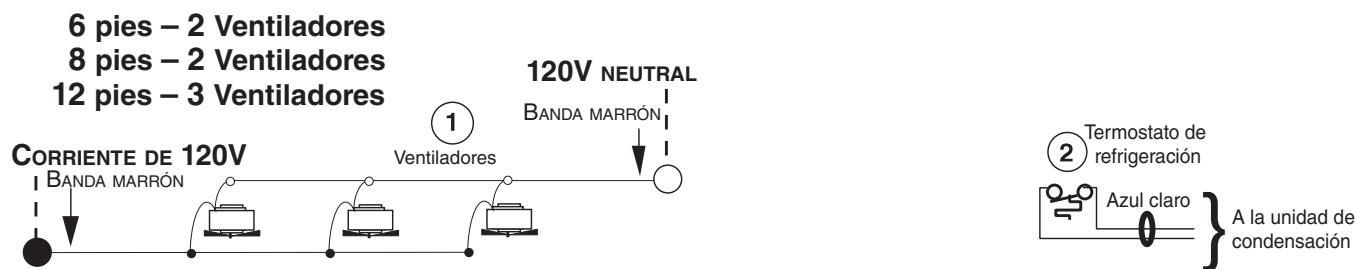 6 pies – 2 Ventiladores
8 pies – 2 Ventiladores
12 pies – 3 Ventiladores
120V NEUTRAL
BANDA MARRÓN
1
Ventiladores
CORRIENTE DE 120V
BANDA MARRÓN
2
Termostato de
refrigeración
Azul claro
A la unidad de
condensación